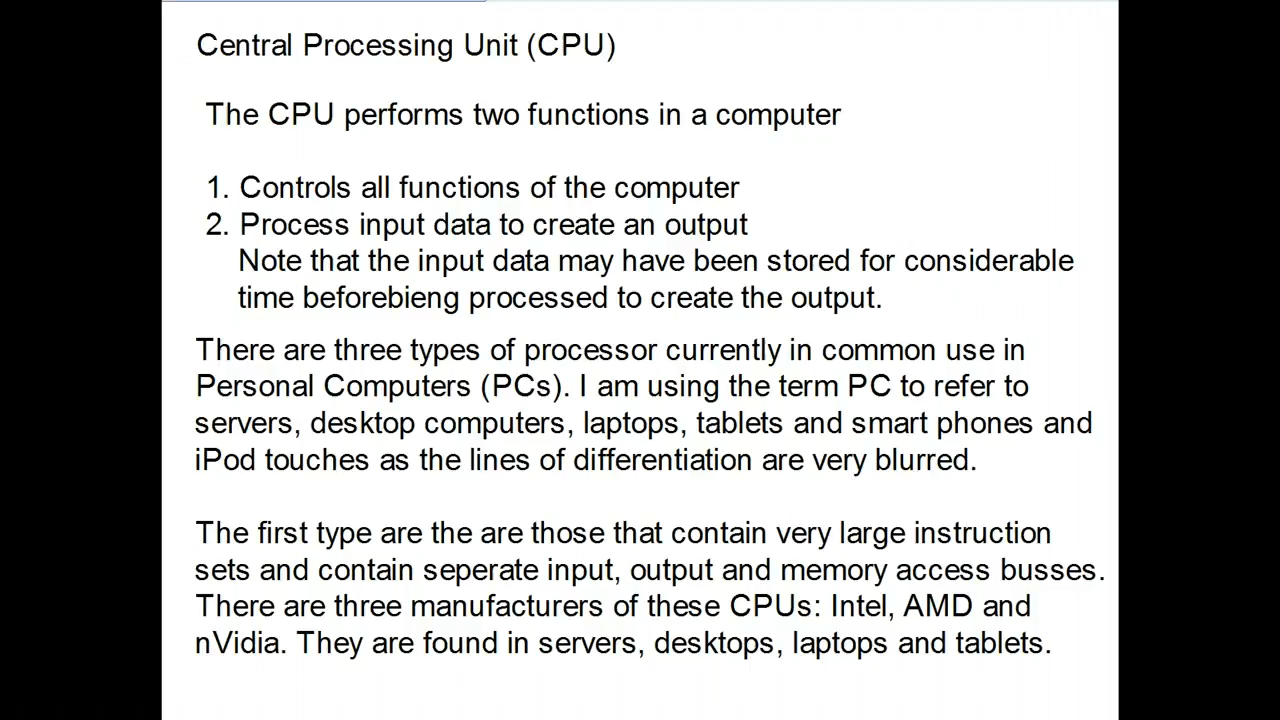 Central Processing Unit (CPU)
The CPU performs two functions in a computer
1. Controls all functions of the computer
2. Process input data to create an output
Note that the input data may have been stored for considerable
time beforebieng processed to create the output.
There are three types of processor currently in common use in
Personal Computers (PCs). I am using the term PC to refer to
servers, desktop computers, laptops, tablets and smart phones and
iPod touches as the lines of differentiation are very blurred.
The first type are the are those that contain very large instruction
sets and contain seperate input, output and memory access busses.
There are three manufacturers of these CPUs: Intel, AMD and
nVidia. They are found in servers, desktops, laptops and tablets.